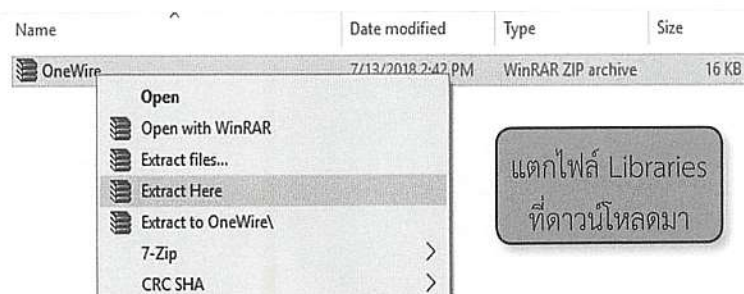 Name Date modified Type Size
OneWire 7/13/2018 2:42 PM WinRAR ZIP archive 16 KB
Open
Open with WinRAR
Extract files...
Extract Here
Extract to OneWire\
7-Zip
CRC SHA
แตกไฟล์ Libraries
ที่ดาวน์โหลดมา